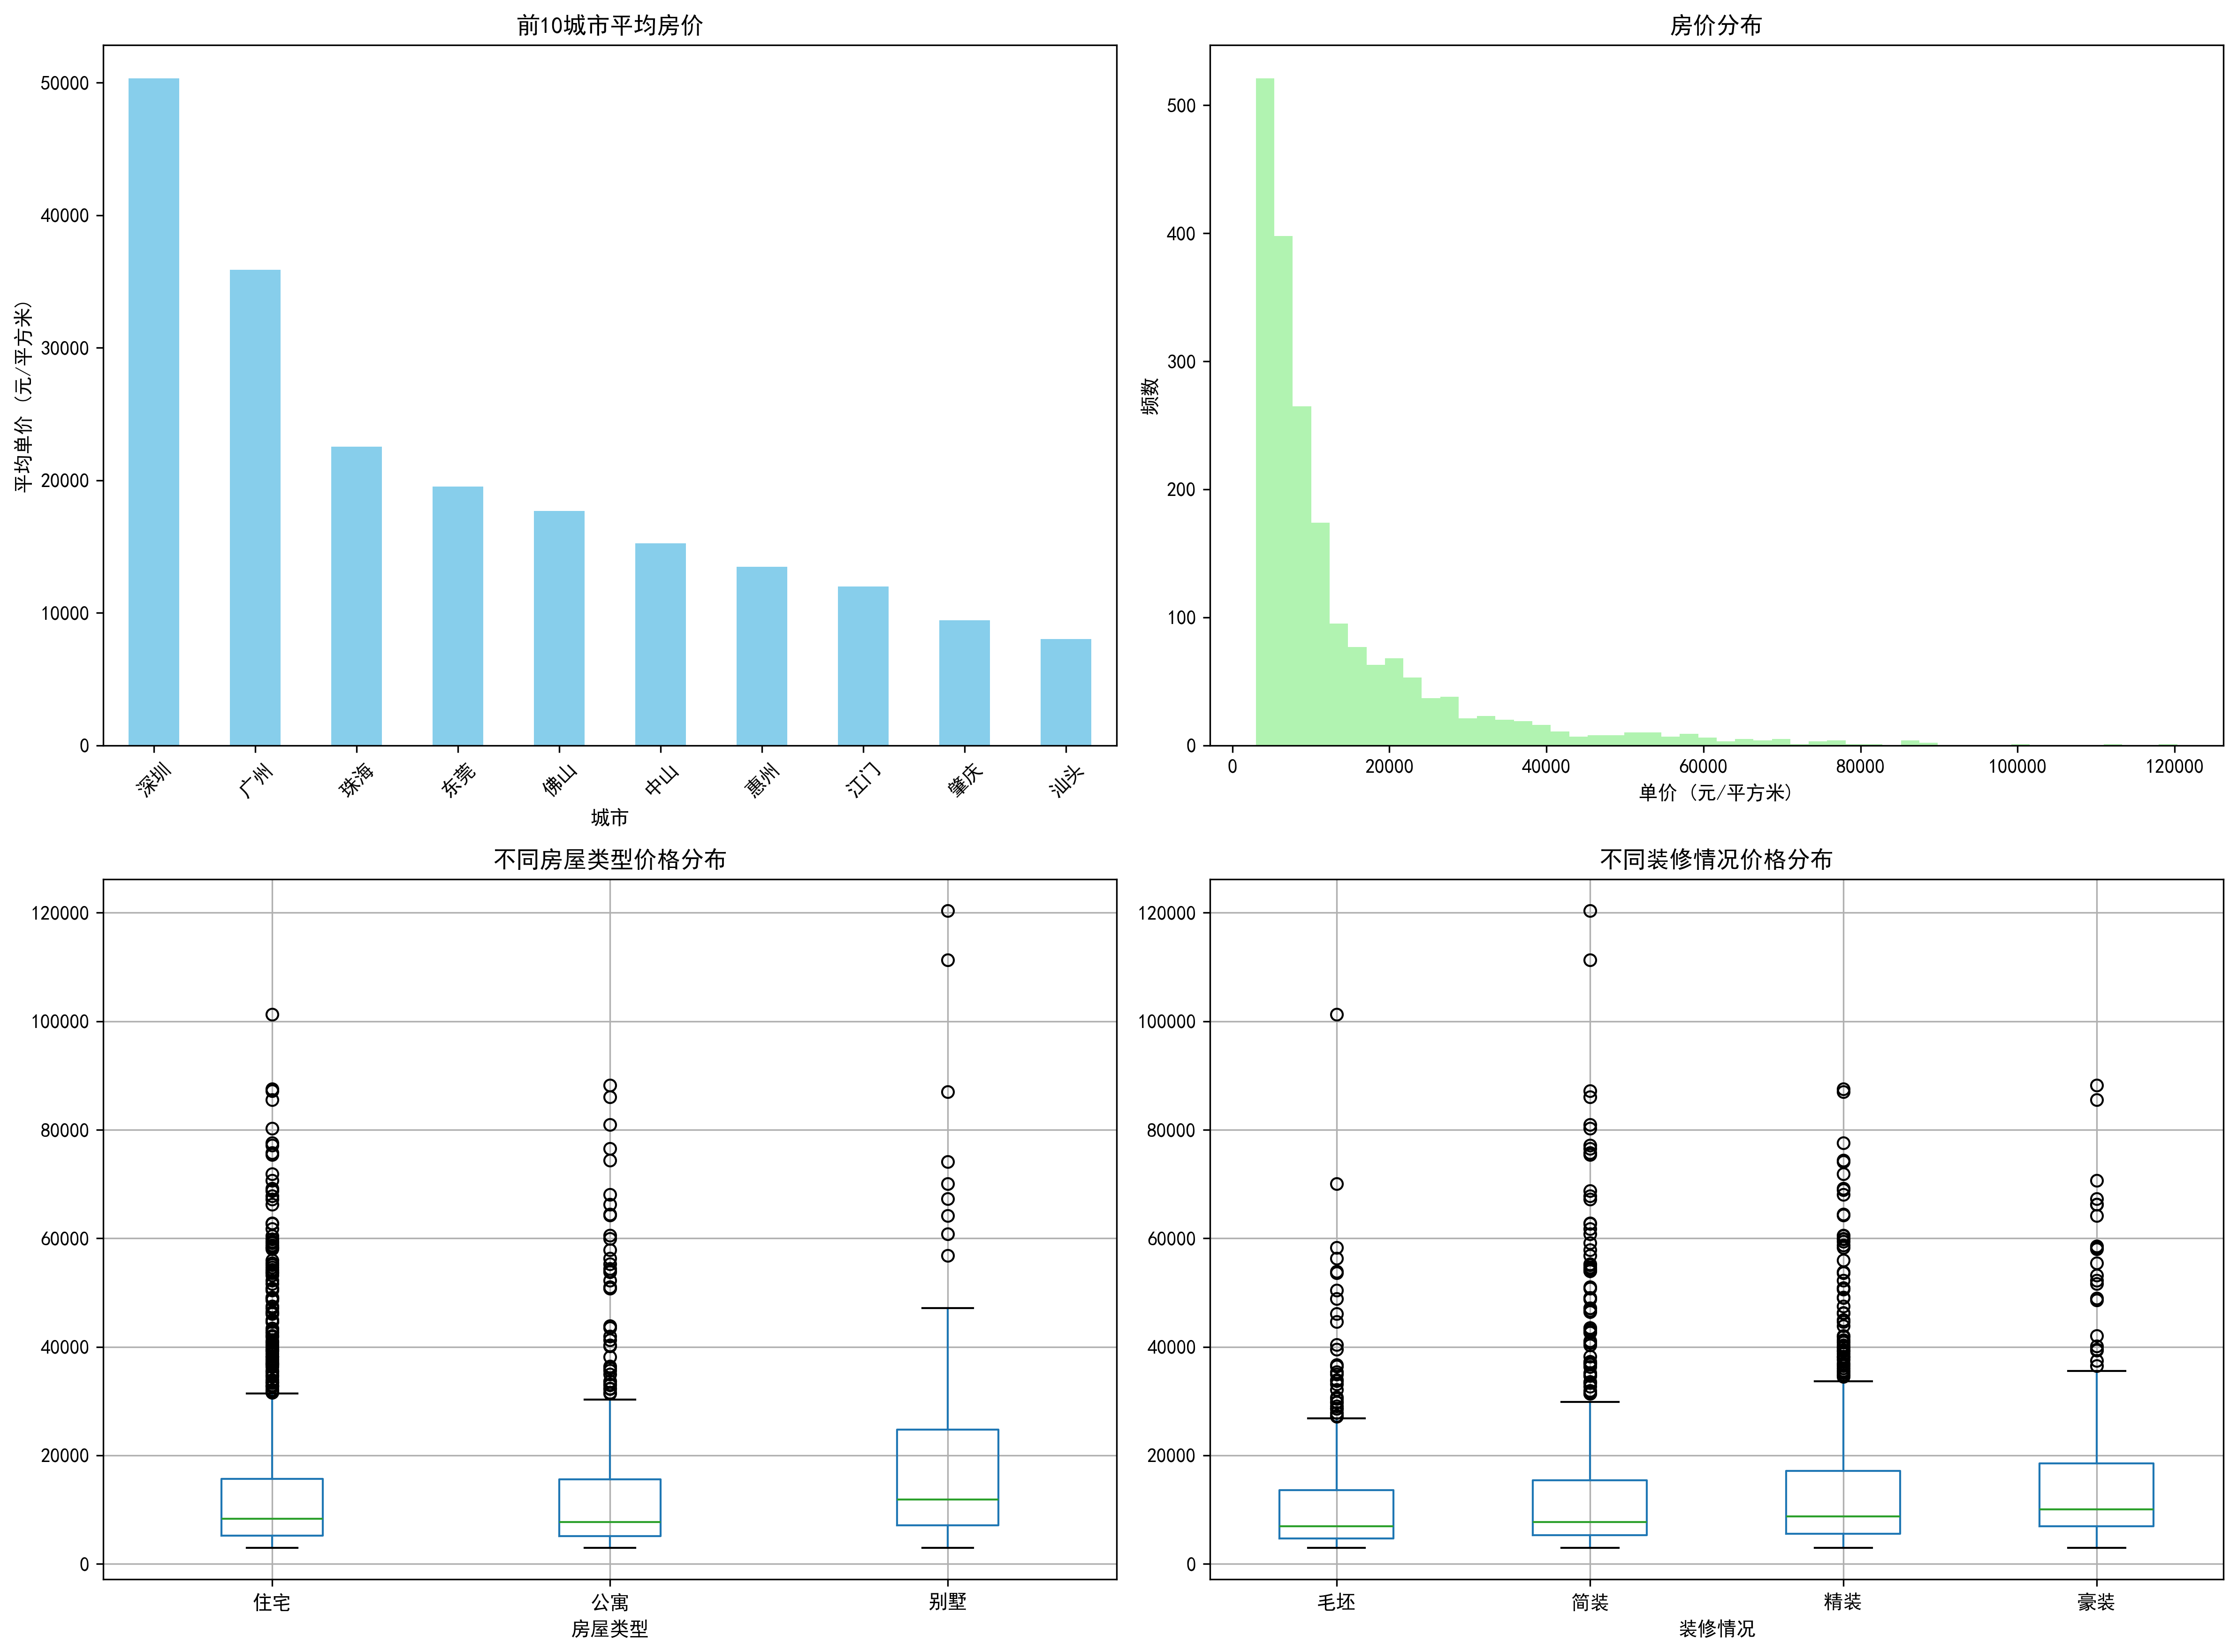 前10城市平均房价
50000
40000
30000
20000
10000
0
平均单价 (元/平方米)
深圳
广州
珠海
东莞
佛山
中山
惠州
江门
肇庆
汕头
城市
房价分布
500
400
300
200
100
0
频数
0
20000
40000
60000
80000
100000
120000
单价 (元/平方米)
不同房屋类型价格分布
120000
100000
80000
60000
40000
20000
0
住宅
公寓
别墅
房屋类型
不同装修情况价格分布
120000
100000
80000
60000
40000
20000
0
毛坯
简装
精装
豪装
装修情况